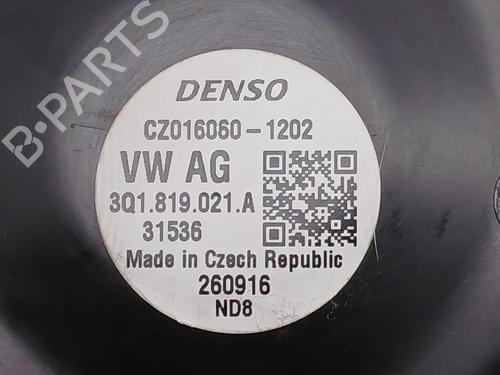 B-PARTS
DENSO
CZ016060-1202
VW AG
3Q1.819.021.A
31536
Made in Czech Republic
260916
ND8